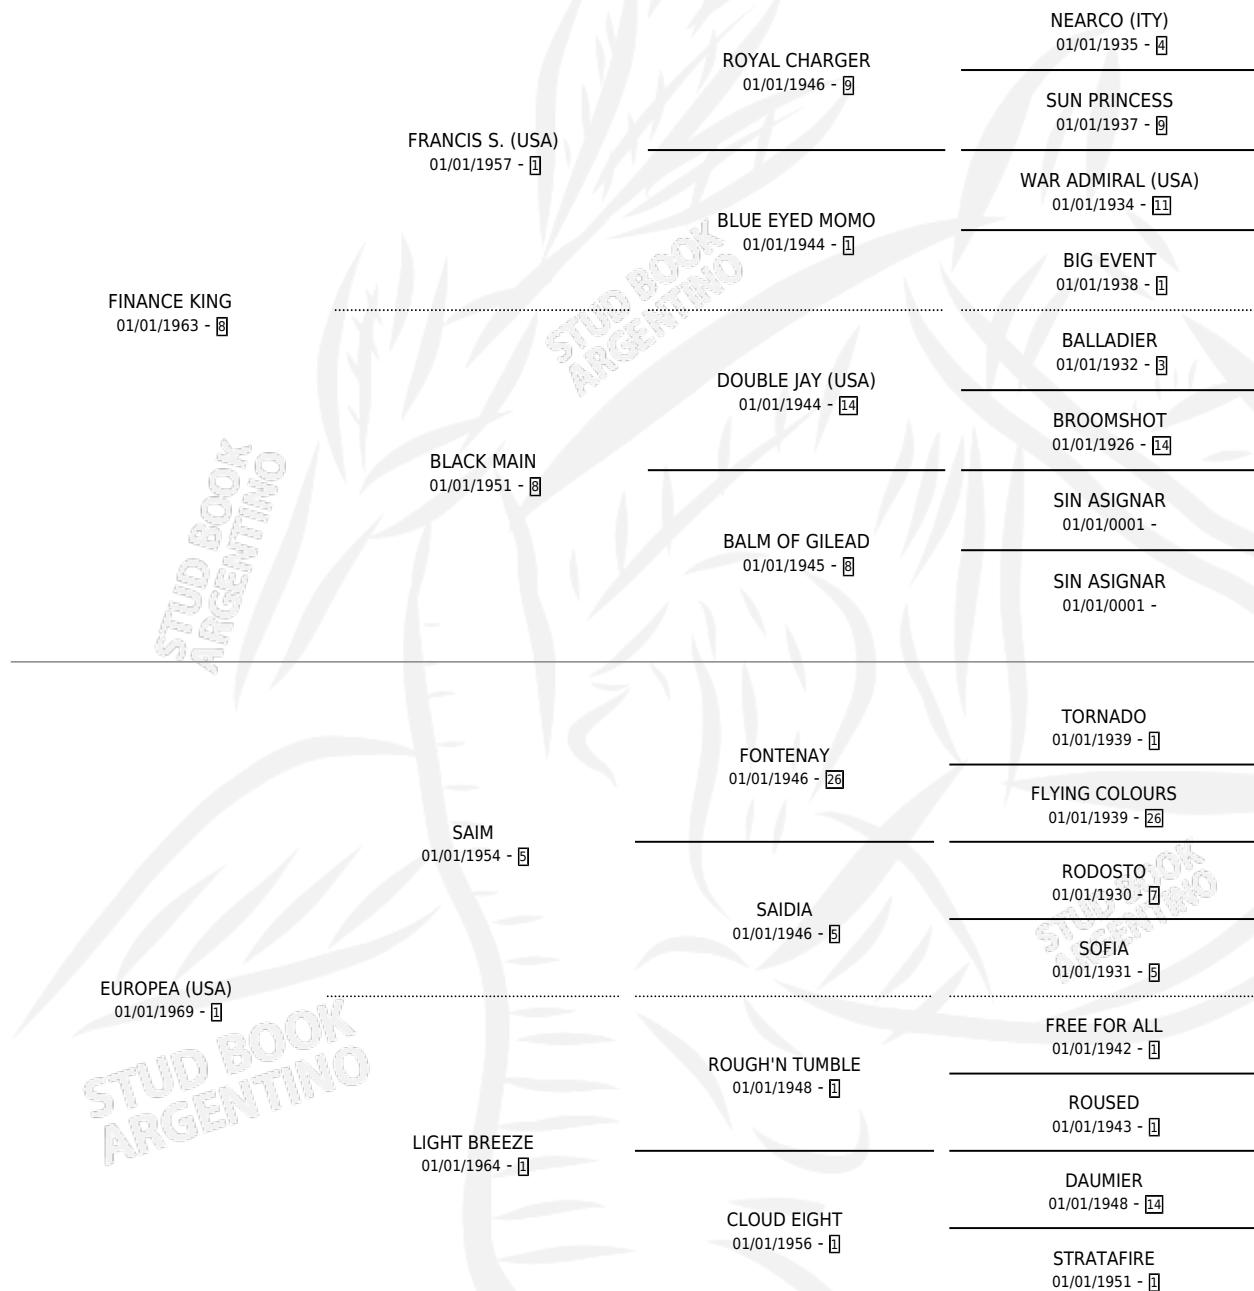 NEARCO (ITY)
01/01/1935 - 4
ROYAL CHARGER
01/01/1946 - 9
SUN PRINCESS
01/01/1937 - 9
FRANCIS S. (USA)
01/01/1957 - 1
WAR ADMIRAL (USA)
01/01/1934 - 11
BLUE EYED MOMO
01/01/1944 - 1
BIG EVENT
01/01/1938 - 1
FINANCE KING
01/01/1963 - 8
BALLADIER
01/01/1932 - 3
DOUBLE JAY (USA)
01/01/1944 - 14
BROOMSHOT
01/01/1926 - 14
BLACK MAIN
01/01/1951 - 8
SIN ASIGNAR
01/01/0001 -
BALM OF GILEAD
01/01/1945 - 8
SIN ASIGNAR
01/01/0001 -
STUD BOOK
ARGENTINO
STUD BOOK
ARGENTINO
TORNADO
01/01/1939 - 1
FONTENAY
01/01/1946 - 26
FLYING COLOURS
01/01/1939 - 26
SAIM
01/01/1954 - 5
RODOSTO
01/01/1930 - 7
SAIDIA
01/01/1946 - 5
SOFIA
01/01/1931 - 5
EUROPEA (USA)
01/01/1969 - 1
FREE FOR ALL
01/01/1942 - 1
ROUGH'N TUMBLE
01/01/1948 - 1
ROUSED
01/01/1943 - 1
LIGHT BREEZE
01/01/1964 - 1
DAUMIER
01/01/1948 - 14
CLOUD EIGHT
01/01/1956 - 1
STRATAFIRE
01/01/1951 - 1
STUD BOOK
ARGENTINO
STUD BOOK
ARGENTINO